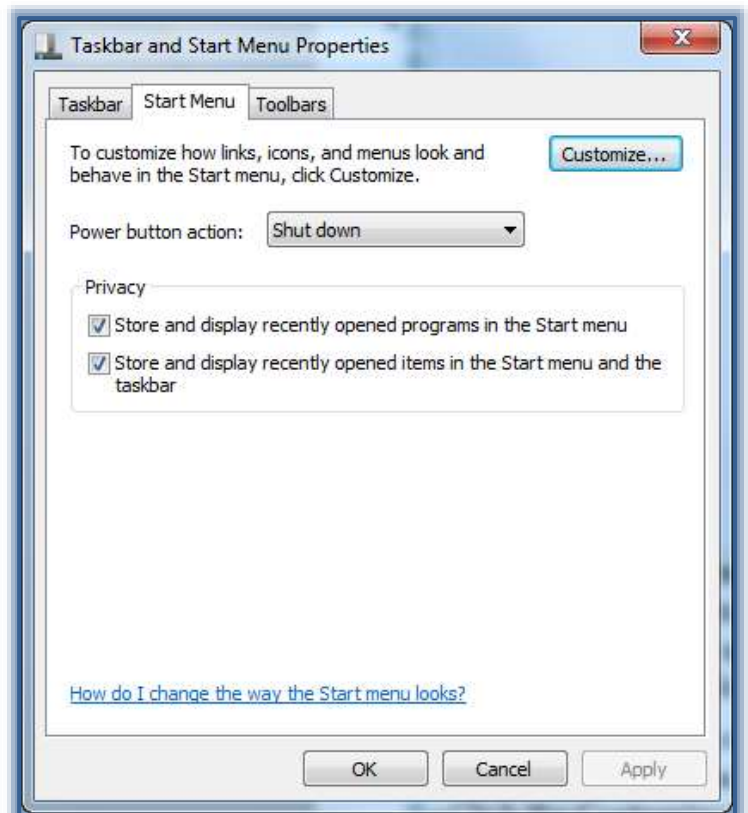 Taskbar and Start Menu Properties
Taskbar
Start Menu
Toolbars
To customize how links, icons, and menus look and
behave in the Start menu, click Customize.
Customize...
Power button action:
Shut down
Privacy
Store and display recently opened programs in the Start menu
Store and display recently opened items in the Start menu and the
taskbar
How do I change the way the Start menu looks?
OK
Cancel
Apply